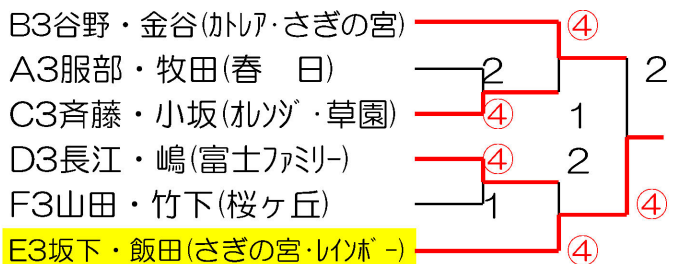 B3谷野・金谷(ｶﾄﾚｱ･さぎの宮) ④
A3服部・牧田(春　日) 2 2
C3斉藤・小坂(ｵﾚﾝｼﾞ･草園) ④ 1
D3長江・嶋(富士ﾌｧﾐﾘｰ) ④ 2
F3山田・竹下(桜ヶ丘) 1 ④
E3坂下・飯田(さぎの宮･ﾚｲﾝﾎﾞｰ) ④